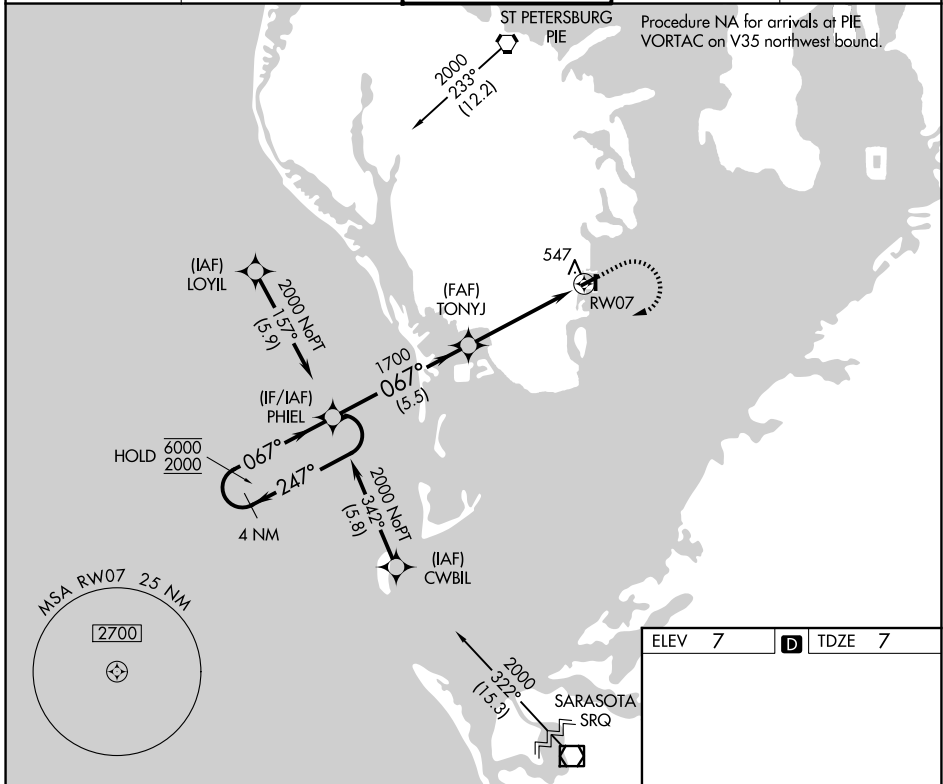 ST PETERSBURG
PIE
Procedure NA for arrivals at PIE
VORTAC on V35 northwest bound.
2000
233°
(12.2)
547
(IAF)
LOYIL
2000 NoPT
157°
(5.9)
(FAF)
TONYJ
RW07
1700
067°
(5.5)
(IF/IAF)
PHIEL
HOLD
6000
2000
067°
247°
4 NM
2000 NoPT
342°
(5.8)
(IAF)
CWBIL
MSA RW07 25 NM
2700
2000
322°
(15.3)
SARASOTA
SRQ
ELEV 7 D TDZE 7